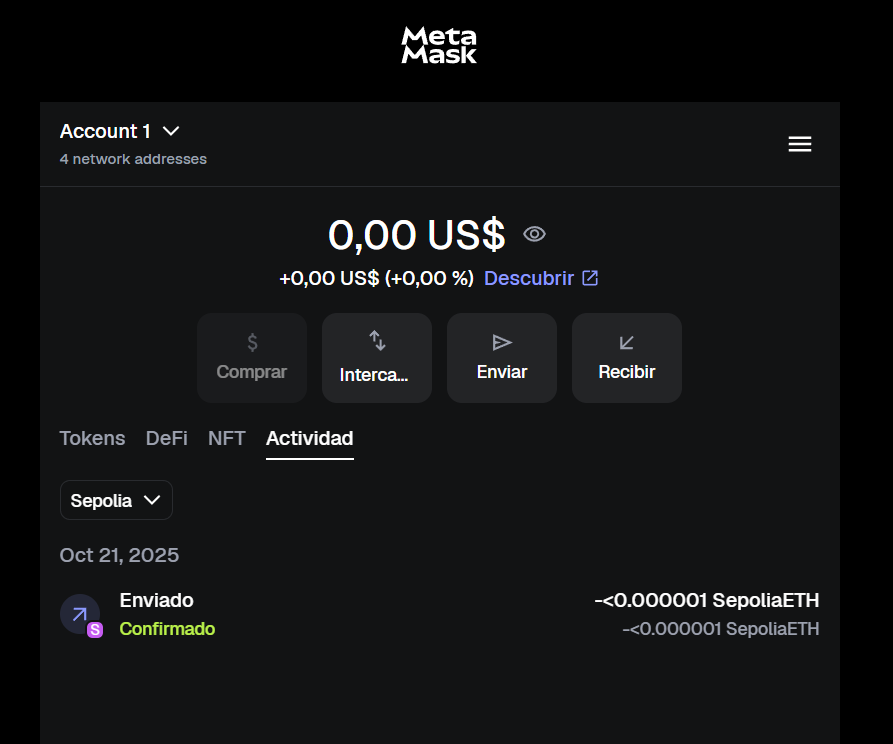 Meta
Mask
Account 1
4 network addresses
0,00 US$
+0,00 US$ (+0,00 %) Descubrir
$
Comprar
Interca...
Enviar
Recibir
Tokens DeFi NFT Actividad
Sepolia
Oct 21, 2025
Enviado
-<0.000001 SepoliaETH
S
Confirmado
-<0.000001 SepoliaETH